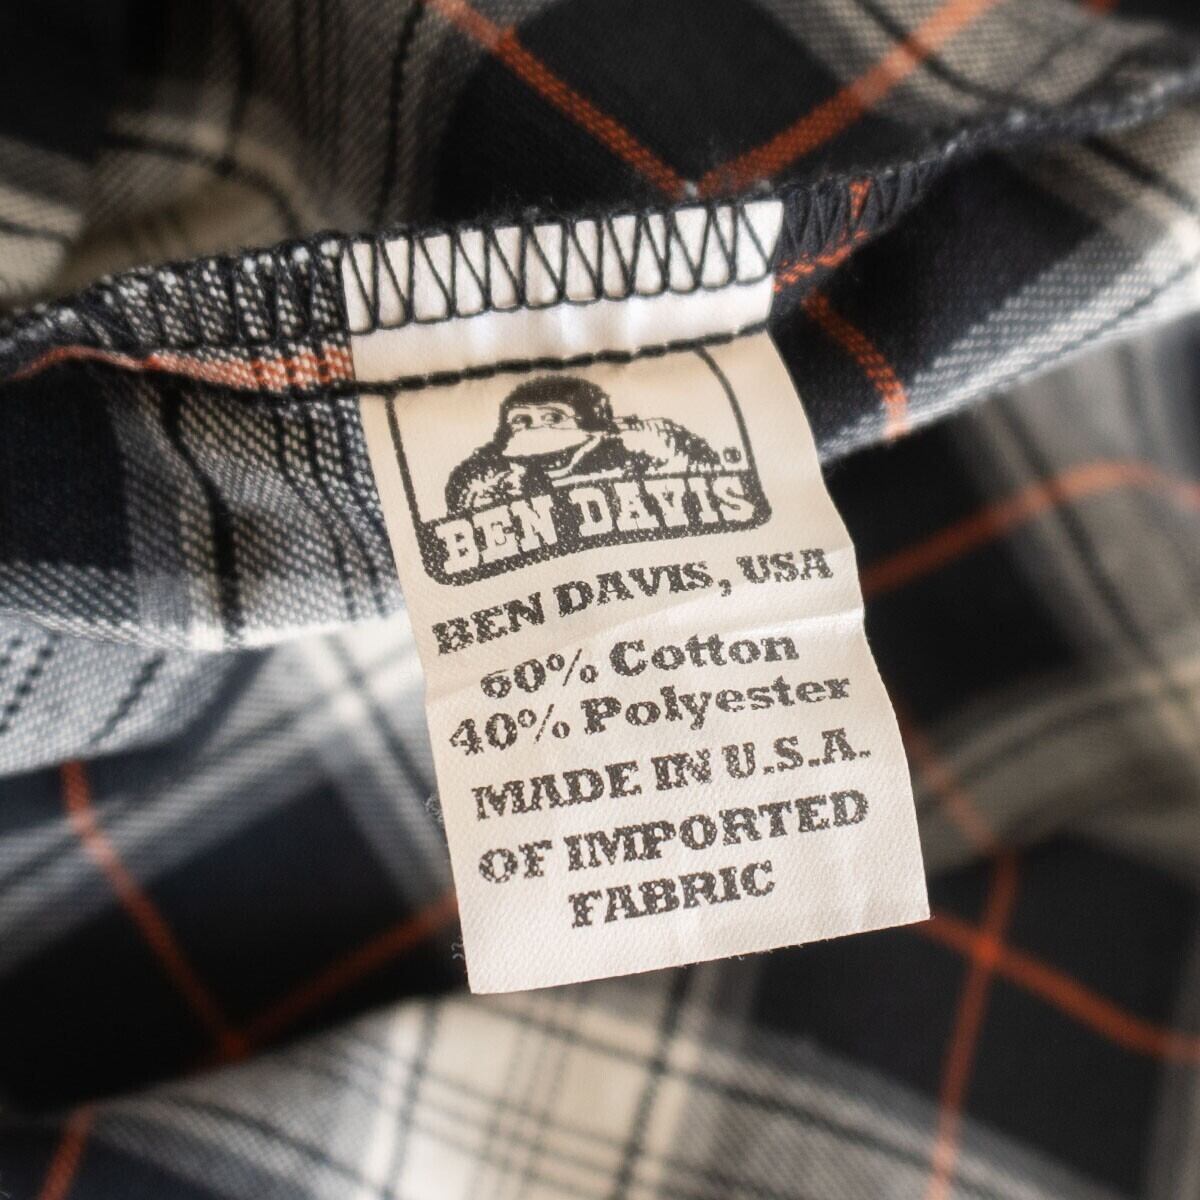 BEN DAVIS
BEN DAVIS, USA
60% Cotton
40% Polyester
MADE IN U.S.A.
OF IMPORTED
FABRIC